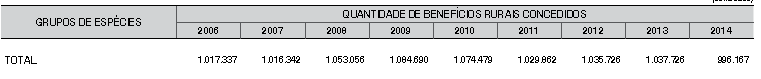 GRUPOS DE ESPÉCIES
QUANTIDADE DE BENEFÍCIOS RURAIS CONCEDIDOS
2006 2007 2008 2009 2010 2011 2012 2013 2014
TOTAL 1.017.337 1.016.342 1.053.056 1.084.690 1.074.479 1.029.862 1.035.726 1.037.726 996.167